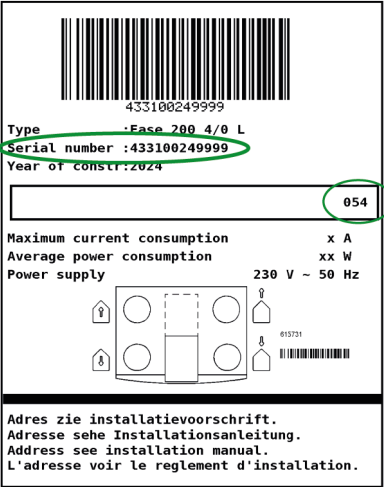 433100249999
Type :Ease 200 4/0 L
Serial number :433100249999
Year of constr:2024
054
Maximum current consumption x A
Average power consumption xx W
Power supply 230 V ~ 50 Hz
613731
Adres zie installatievoorschrift.
Adresse sehe Installationsanleitung.
Address see installation manual.
L'adresse voir le reglement d'installation.